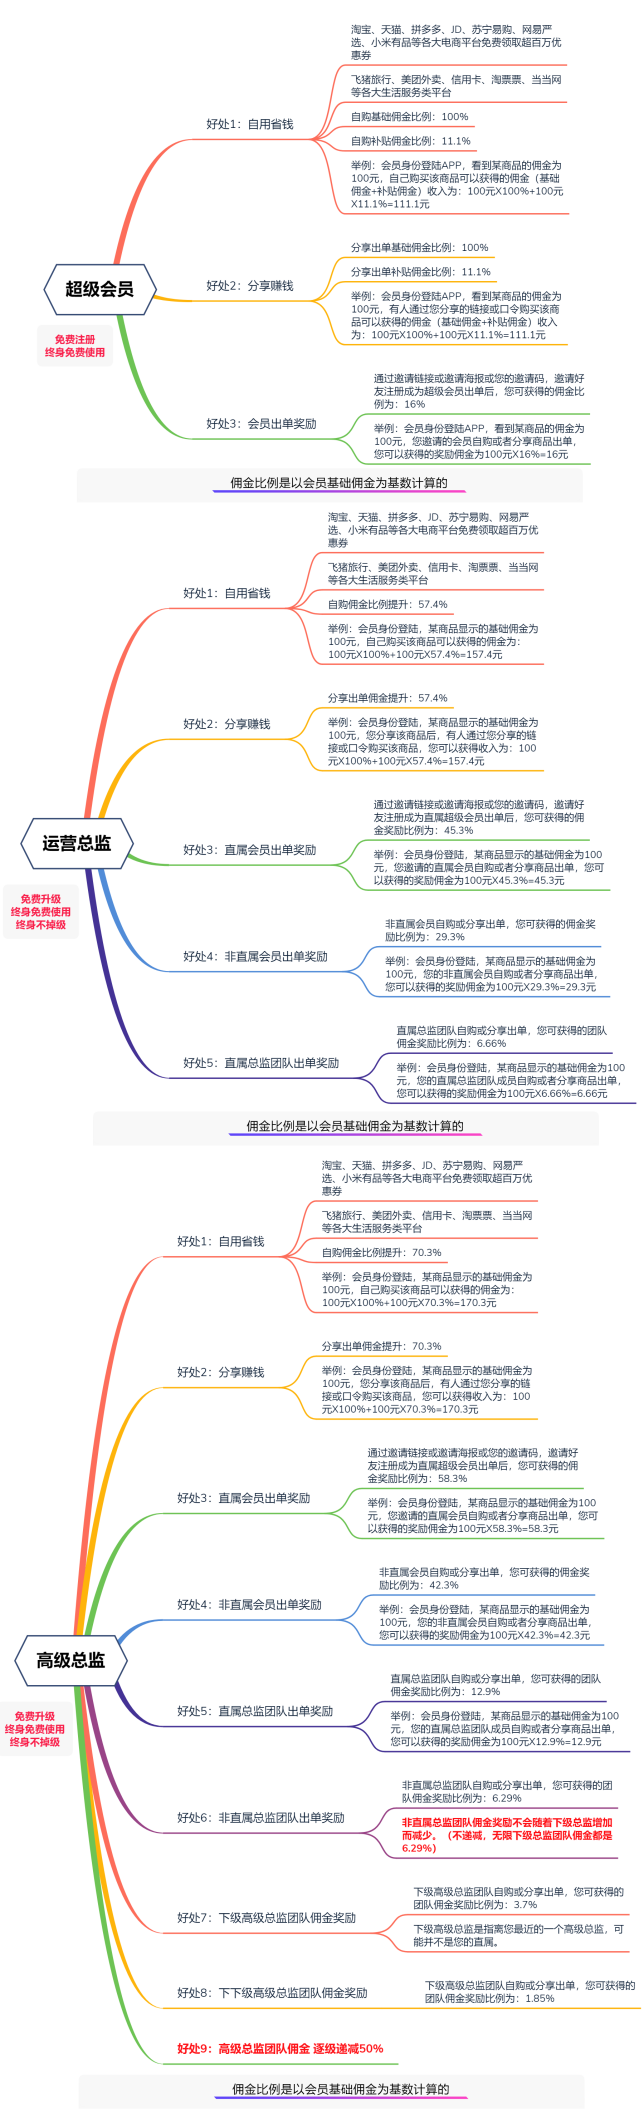 淘宝、天猫、拼多多、JD、苏宁易购、网易严
选、小米有品等各大电商平台免费领取超百万优
惠券
飞猪旅行、美团外卖、信用卡、淘票票、当当网
等各大生活服务类平台
好处1：自用省钱
自购基础佣金比例：100%
自购补贴佣金比例：11.1%
举例：会员身份登陆APP，看到某商品的佣金为
100元，自己购买该商品可以获得的佣金（基础
佣金+补贴佣金）收入为：100元X100%+100元
X11.1%=111.1元
分享出单基础佣金比例：100%
超级会员
好处2：分享赚钱
分享出单补贴佣金比例：11.1%
举例：会员身份登陆APP，看到某商品的佣金为
100元，有人通过您分享的链接或口令购买该商
品可以获得的佣金（基础佣金+补贴佣金）收入
为：100元X100%+100元X11.1%=111.1元
免费注册
终身免费使用
通过邀请链接或邀请海报或您的邀请码，邀请好
友注册成为超级会员出单后，您可获得的佣金比
例为：16%
好处3：会员出单奖励
举例：会员身份登陆APP，看到某商品的佣金为
100元，您邀请的会员自购或者分享商品出单，
您可以获得的奖励佣金为100元X16%=16元
佣金比例是以会员基础佣金为基数计算的
淘宝、天猫、拼多多、JD、苏宁易购、网易严
选、小米有品等各大电商平台免费领取超百万优
惠券
飞猪旅行、美团外卖、信用卡、淘票票、当当网
等各大生活服务类平台
好处1：自用省钱
自购佣金比例提升：57.4%
举例：会员身份登陆，某商品显示的基础佣金为
100元，自己购买该商品可以获得的佣金为：
100元X100%+100元X57.4%=157.4元
分享出单佣金提升：57.4%
好处2：分享赚钱
举例：会员身份登陆，某商品显示的基础佣金为
100元，您分享该商品后，有人通过您分享的链
接或口令购买该商品，您可以获得收入为：100
元X100%+100元X57.4%=157.4元
通过邀请链接或邀请海报或您的邀请码，邀请好
友注册成为直属超级会员出单后，您可获得的佣
金奖励比例为：45.3%
运营总监
好处3：直属会员出单奖励
举例：会员身份登陆，某商品显示的基础佣金为100
元，您邀请的直属会员自购或者分享商品出单，您可
以获得的奖励佣金为100元X45.3%=45.3元
免费升级
终身免费使用
终身不掉级
非直属会员自购或分享出单，您可获得的佣金奖
励比例为：29.3%
好处4：非直属会员出单奖励
举例：会员身份登陆，某商品显示的基础佣金为
100元，您的非直属会员自购或者分享商品出单，
您可以获得的奖励佣金为100元X29.3%=29.3元
直属总监团队自购或分享出单，您可获得的团队
佣金奖励比例为：6.66%
好处5：直属总监团队出单奖励
举例：会员身份登陆，某商品显示的基础佣金为100
元，您的直属总监团队成员自购或者分享商品出单，
您可以获得的奖励佣金为100元X6.66%=6.66元
佣金比例是以会员基础佣金为基数计算的
淘宝、天猫、拼多多、JD、苏宁易购、网易严
选、小米有品等各大电商平台免费领取超百万优
惠券
飞猪旅行、美团外卖、信用卡、淘票票、当当网
等各大生活服务类平台
好处1：自用省钱
自购佣金比例提升：70.3%
举例：会员身份登陆，某商品显示的基础佣金为
100元，自己购买该商品可以获得的佣金为：
100元X100%+100元X70.3%=170.3元
分享出单佣金提升：70.3%
好处2：分享赚钱
举例：会员身份登陆，某商品显示的基础佣金为
100元，您分享该商品后，有人通过您分享的链
接或口令购买该商品，您可以获得收入为：100
元X100%+100元X70.3%=170.3元
通过邀请链接或邀请海报或您的邀请码，邀请好
友注册成为直属超级会员出单后，您可获得的佣
金奖励比例为：58.3%
好处3：直属会员出单奖励
举例：会员身份登陆，某商品显示的基础佣金为100
元，您邀请的直属会员自购或者分享商品出单，您可
以获得的奖励佣金为100元X58.3%=58.3元
非直属会员自购或分享出单，您可获得的佣金奖
励比例为：42.3%
好处4：非直属会员出单奖励
举例：会员身份登陆，某商品显示的基础佣金为
100元，您的非直属会员自购或者分享商品出单，
您可以获得的奖励佣金为100元X42.3%=42.3元
高级总监
直属总监团队自购或分享出单，您可获得的团队
佣金奖励比例为：12.9%
好处5：直属总监团队出单奖励
举例：会员身份登陆，某商品显示的基础佣金为100
元，您的直属总监团队成员自购或者分享商品出单，
您可以获得的奖励佣金为100元X12.9%=12.9元
免费升级
终身免费使用
终身不掉级
非直属总监团队自购或分享出单，您可获得的团
队佣金奖励比例为：6.29%
好处6：非直属总监团队出单奖励
非直属总监团队佣金奖励不会随着下级总监增加
而减少。（不递减，无限下级总监团队佣金都是
6.29%）
下级高级总监团队自购或分享出单，您可获得的
团队佣金奖励比例为：3.7%
好处7：下级高级总监团队佣金奖励
下级高级总监是指离您最近的一个高级总监，可
能并不是您的直属。
好处8：下下级高级总监团队佣金奖励
下级高级总监团队自购或分享出单，您可获得的
团队佣金奖励比例为：1.85%
好处9：高级总监团队佣金 逐级递减50%
佣金比例是以会员基础佣金为基数计算的